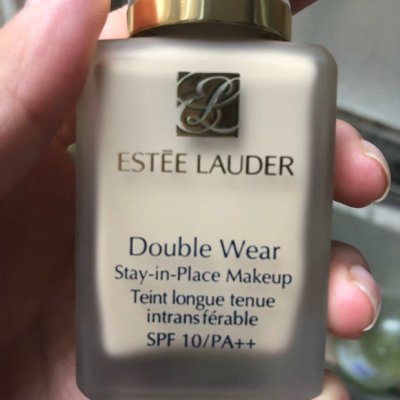 EL
ESTĒE LAUDER
Double Wear
Stay-in-Place Makeup
Teint longue tenue
intransférable
SPF 10/PA++